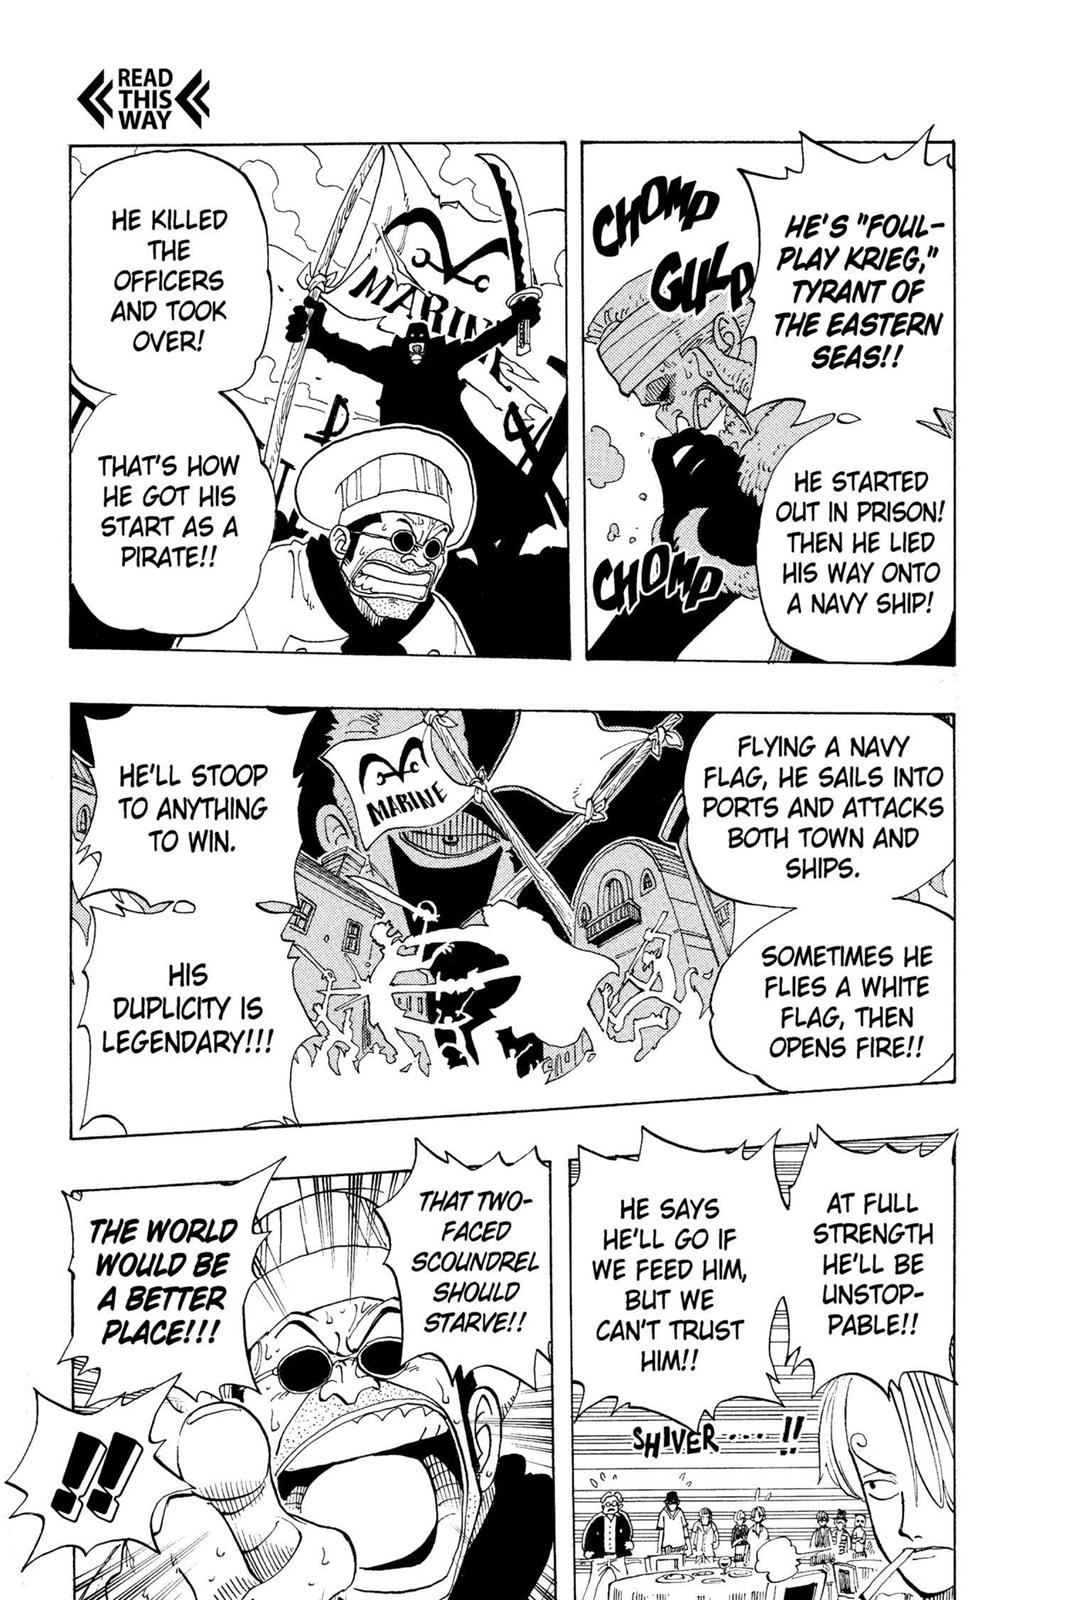 READ
THIS
WAY
HE'S "FOUL-
PLAY KRIEG,"
TYRANT OF
THE EASTERN
SEAS!!
CHOMP
GULP
CHOMP
HE STARTED
OUT IN PRISON!
THEN HE LIED
HIS WAY ONTO
A NAVY SHIP!
HE KILLED
THE
OFFICERS
AND TOOK
OVER!
MARINE
THAT'S HOW
HE GOT HIS
START AS A
PIRATE!!
FLYING A NAVY
FLAG, HE SAILS INTO
PORTS AND ATTACKS
BOTH TOWN AND
SHIPS.
SOMETIMES HE
FLIES A WHITE
FLAG, THEN
OPENS FIRE!!
MARINE
HE'LL STOOP
TO ANYTHING
TO WIN.
HIS
DUPLICITY IS
LEGENDARY!!!
AT FULL
STRENGTH
HE'LL BE
UNSTOP-
PABLE!!
HE SAYS
HE'LL GO IF
WE FEED HIM,
BUT WE
CAN'T TRUST
HIM!!
SHIVER....!!
THAT TWO-
FACED
SCOUNDREL
SHOULD
STARVE!!
THE WORLD
WOULD BE
A BETTER
PLACE!!!
!!